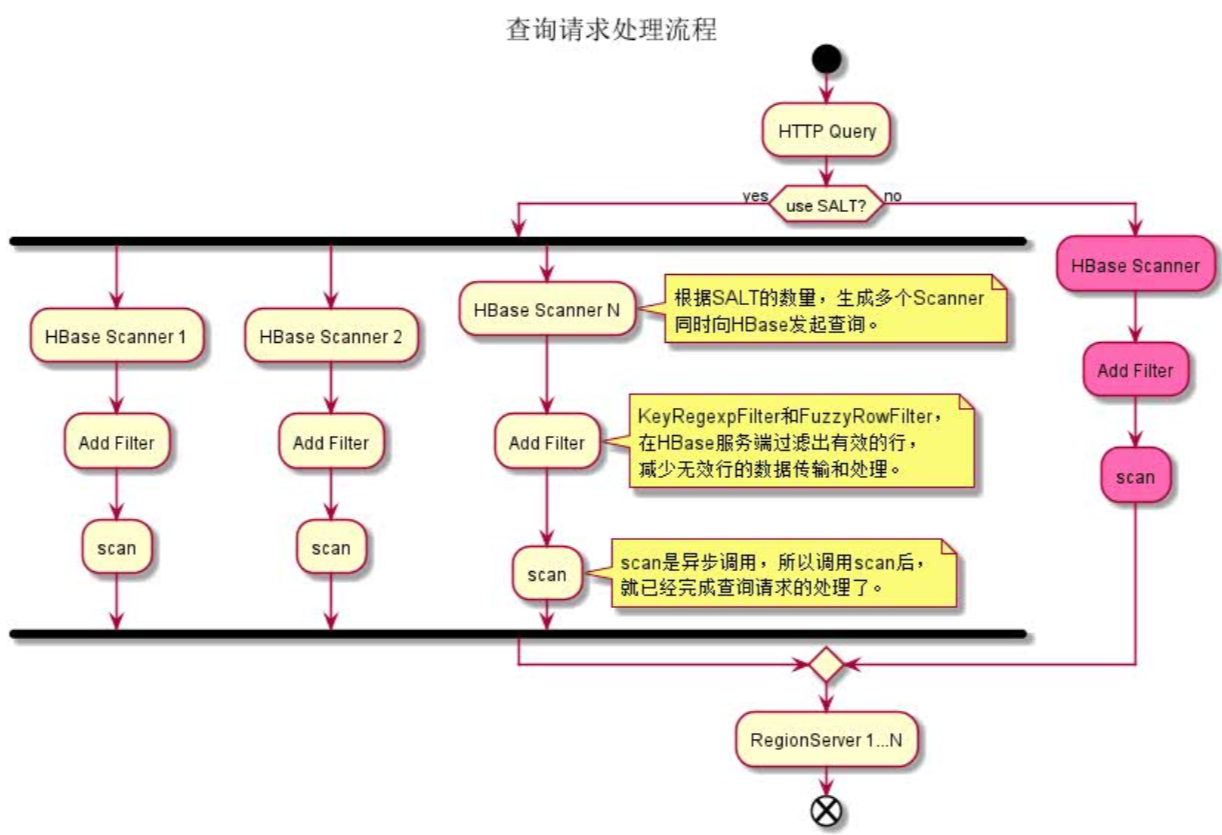 查询请求处理流程
HTTP Query
yes
use SALT?
no
HBase Scanner 1
HBase Scanner 2
HBase Scanner N
根据SALT的数量，生成多个Scanner
同时向HBase发起查询。
HBase Scanner
Add Filter
Add Filter
Add Filter
KeyRegexpFilter和FuzzyRowFilter，
在HBase服务端过滤出有效的行，
减少无效行的数据传输和处理。
Add Filter
scan
scan
scan
scan是异步调用，所以调用scan后，
就已经完成查询请求的处理了。
scan
RegionServer 1...N